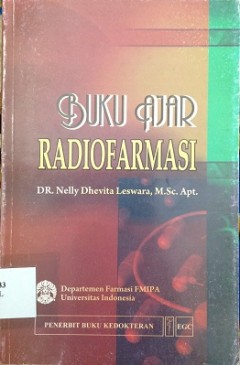 BUKU AJAR
RADIOFARMASI
DR. Nelly Dhevita Leswara, M.Sc. Apt.
Departemen Farmasi FMIPA
Universitas Indonesia
PENERBIT BUKU KEDOKTERAN EGC